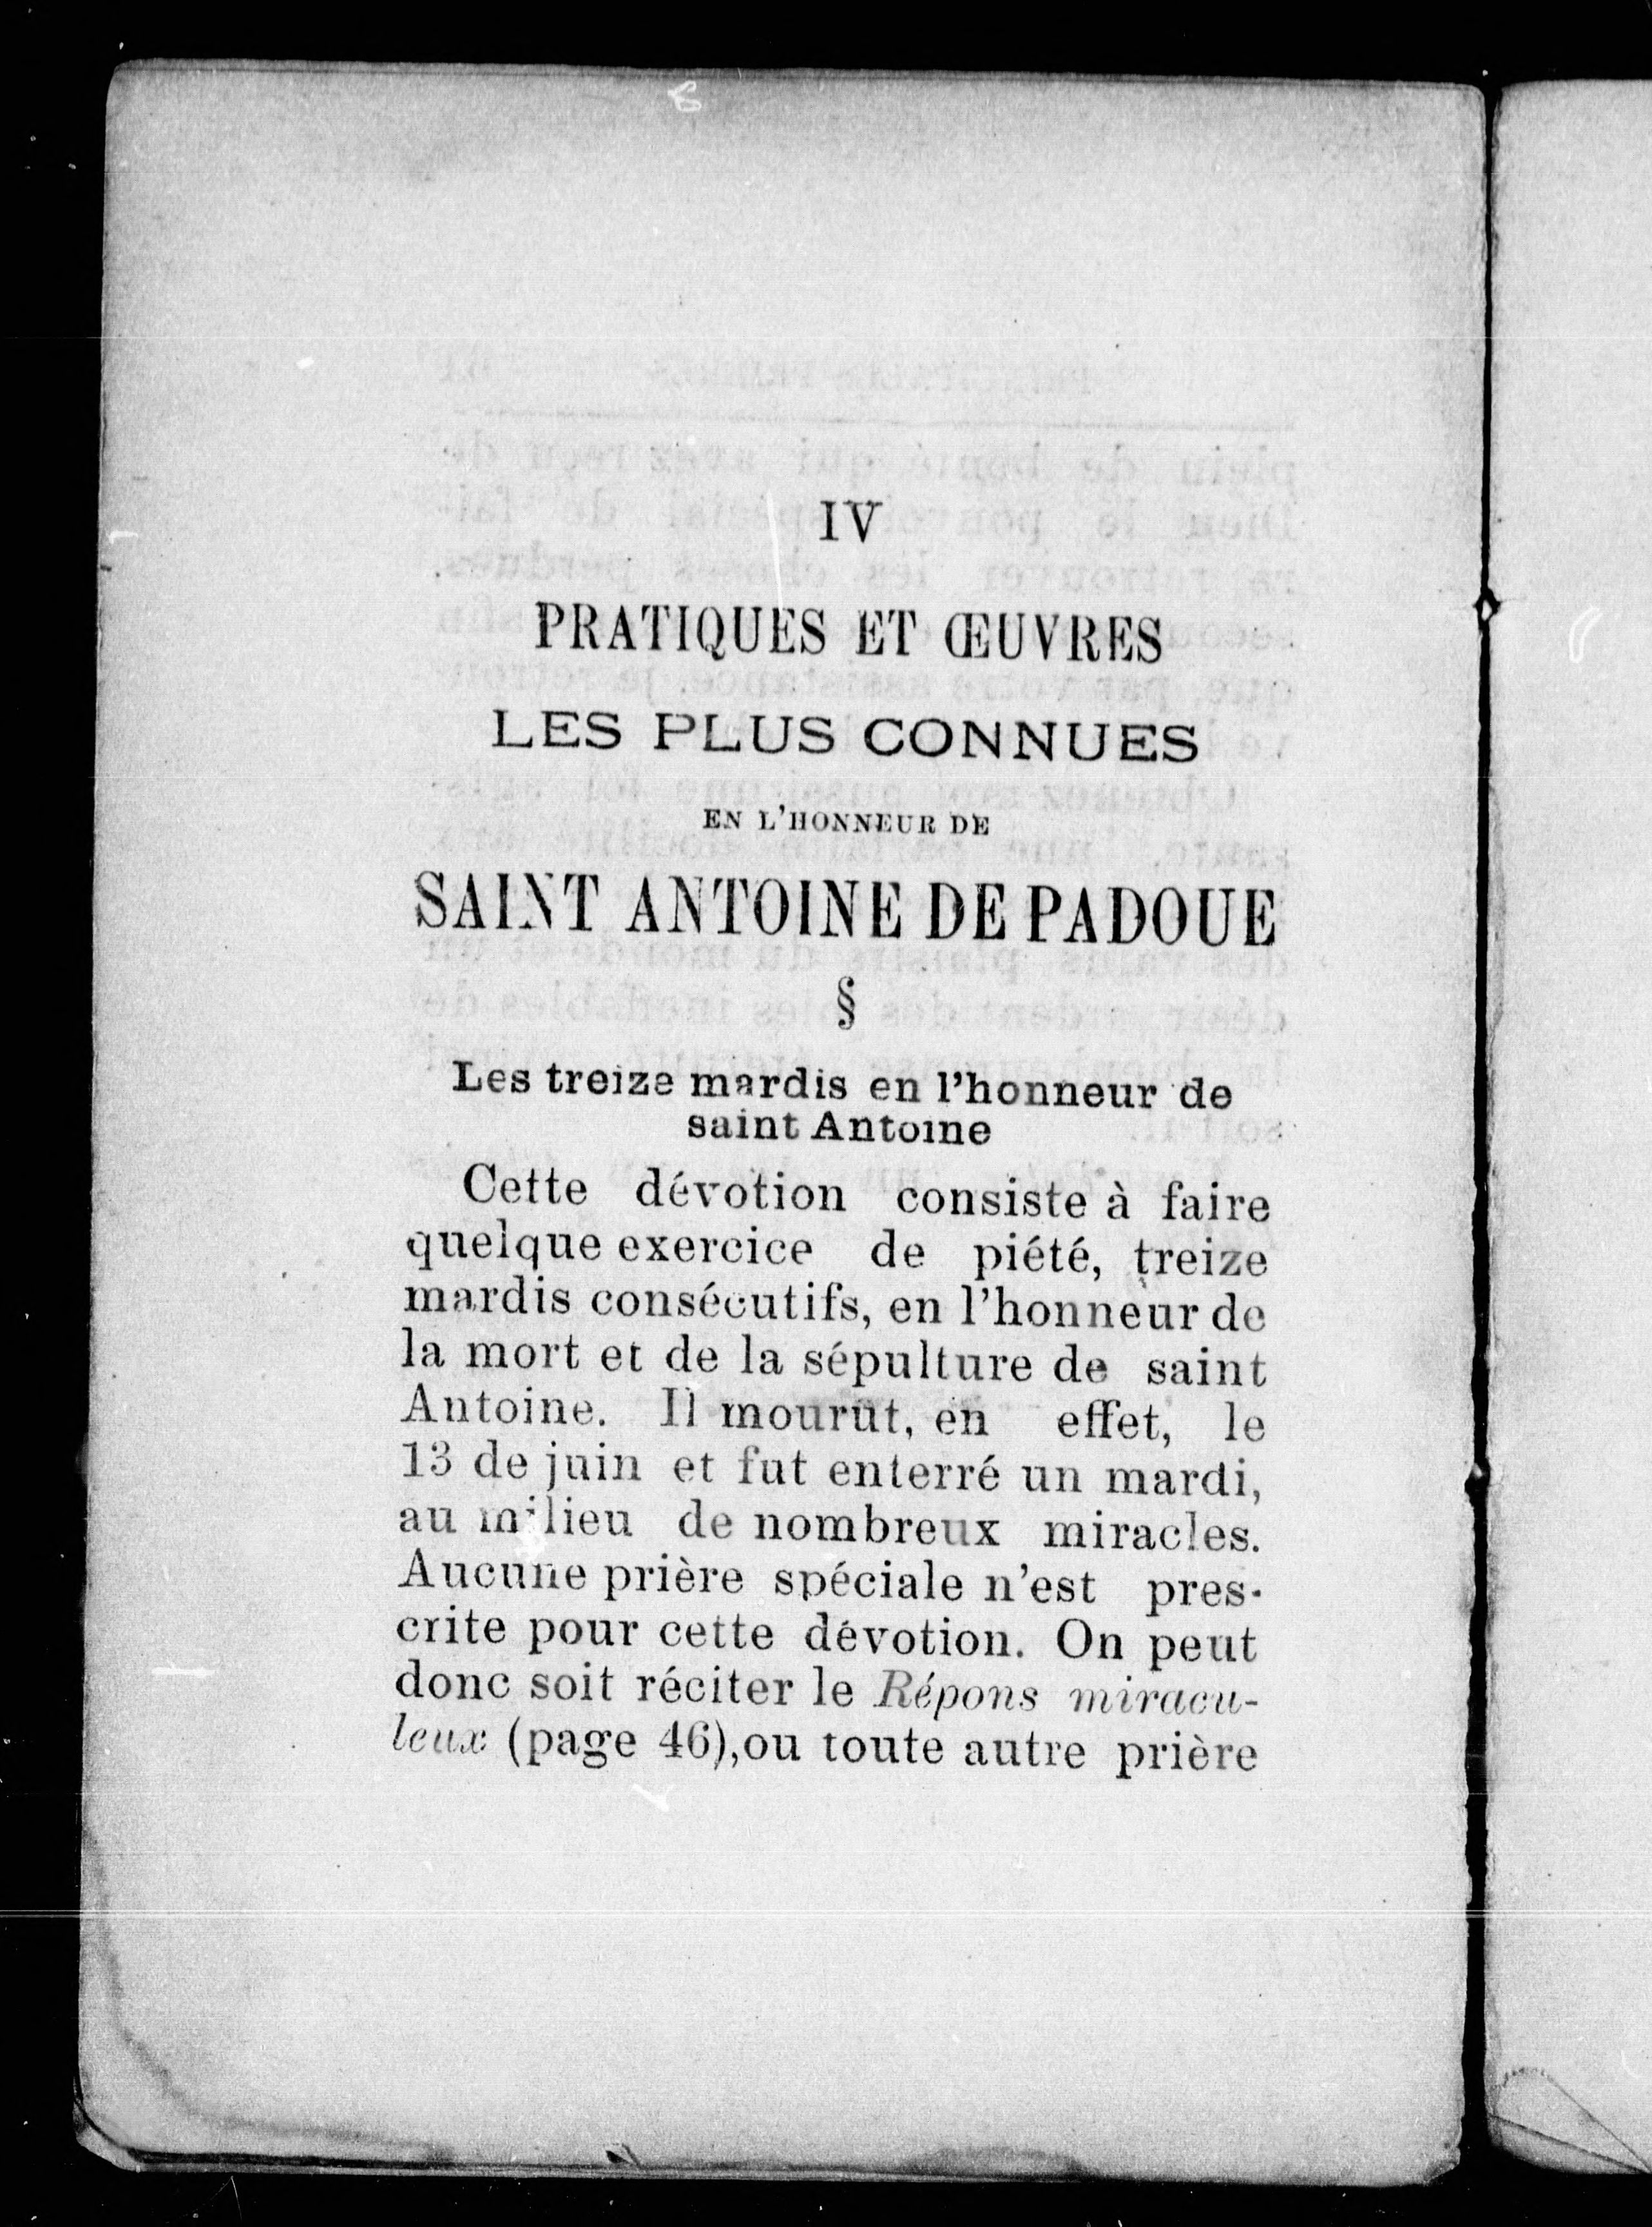 IV
PRATIQUES ET ŒUVRES
LES PLUS CONNUES
EN L'HONNEUR DE
SAINT ANTOINE DE PADOUE
§
Les treize mardis en l'honneur de
saint Antoine
Cette dévotion consiste à faire
quelque exercice de piété, treize
mardis consécutifs, en l'honneur de
la mort et de la sépulture de saint
Antoine. Il mourut, en effet, le
13 de juin et fut enterré un mardi,
au milieu de nombreux miracles.
Aucune prière spéciale n'est pres-
crite pour cette dévotion. On peut
donc soit réciter le Répons miracu-
leux (page 46),ou toute autre prière